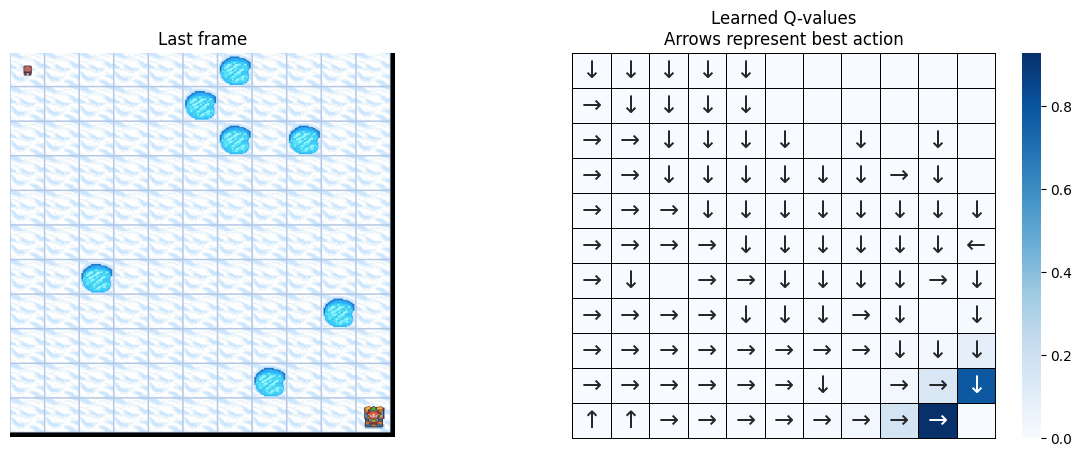 Last frame
Learned Q-values
Arrows represent best action
↓ ↓ ↓ ↓ ↓
→ ↓ ↓ ↓ ↓
→ → ↓ ↓ ↓ ↓ ↓ ↓
→ → ↓ ↓ ↓ ↓ ↓ ↓ → ↓
→ → → ↓ ↓ ↓ ↓ ↓ ↓ ↓ ↓
→ → → → ↓ ↓ ↓ ↓ ↓ ↓ ←
→ ↓ → → ↓ ↓ ↓ ↓ → ↓
→ → → → ↓ ↓ ↓ → ↓ ↓
→ → → → → → → → ↓ ↓ ↓
→ → → → → → ↓ → → ↓
↑ ↑ → → → → → → → →
0.8
0.6
0.4
0.2
0.0